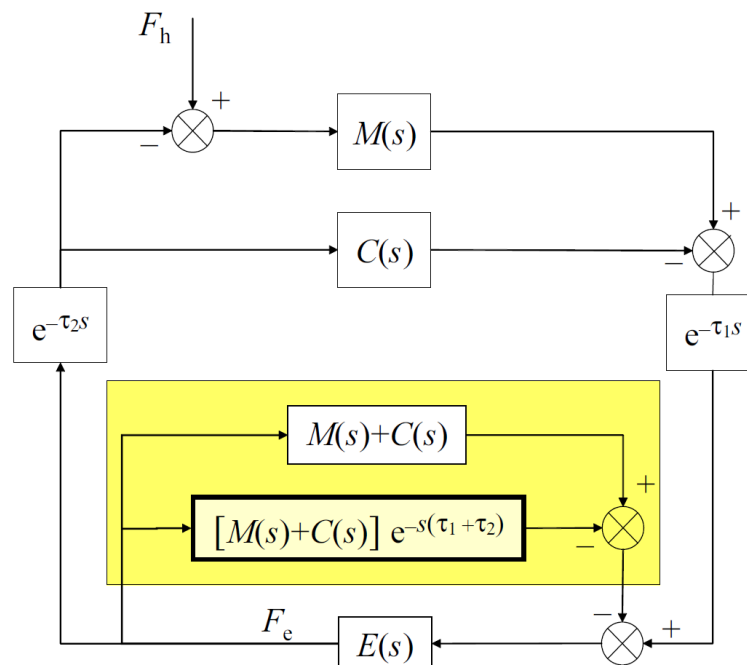 F_h
+
−
M(s)
+
C(s)
−
e^{−τ₂s}
e^{−τ₁s}
M(s)+C(s)
+
[M(s)+C(s)] e^{−s(τ₁+τ₂)}
−
−
F_e
E(s)
+